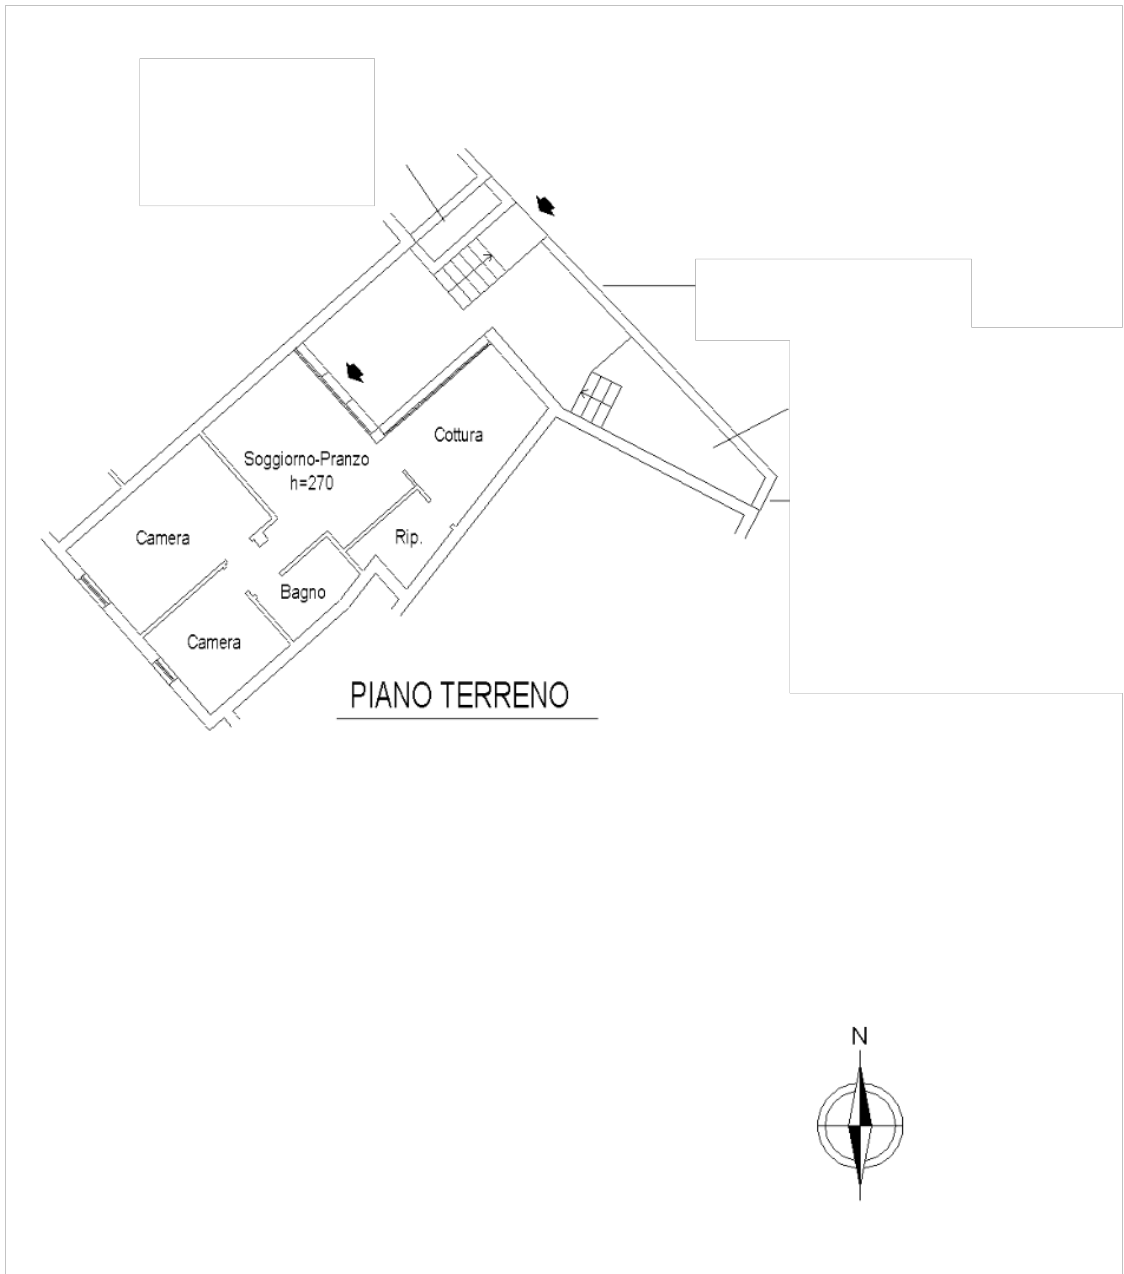 Cottura
Soggiorno-Pranzo
h=270
Camera
Rip.
Bagno
Camera
PIANO TERRENO
N